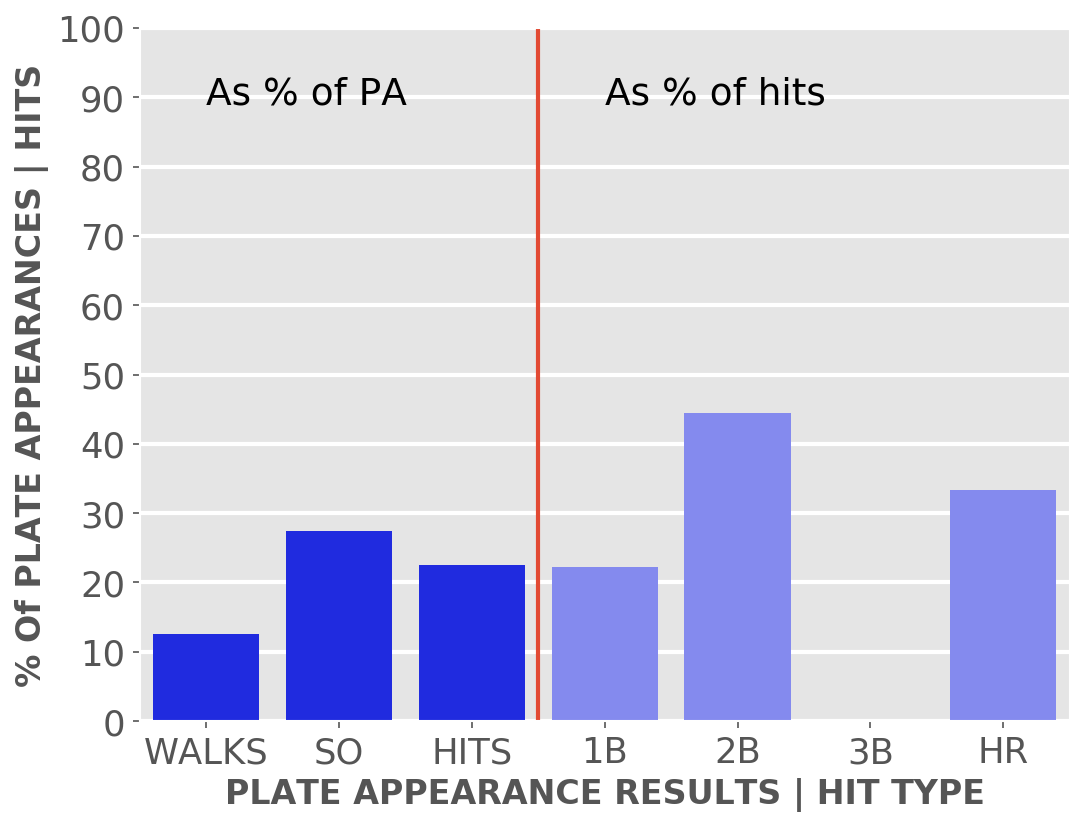 % Of PLATE APPEARANCES | HITS
100
90
80
70
60
50
40
30
20
10
0
As % of PA
As % of hits
WALKS SO HITS 1B 2B 3B HR
PLATE APPEARANCE RESULTS | HIT TYPE